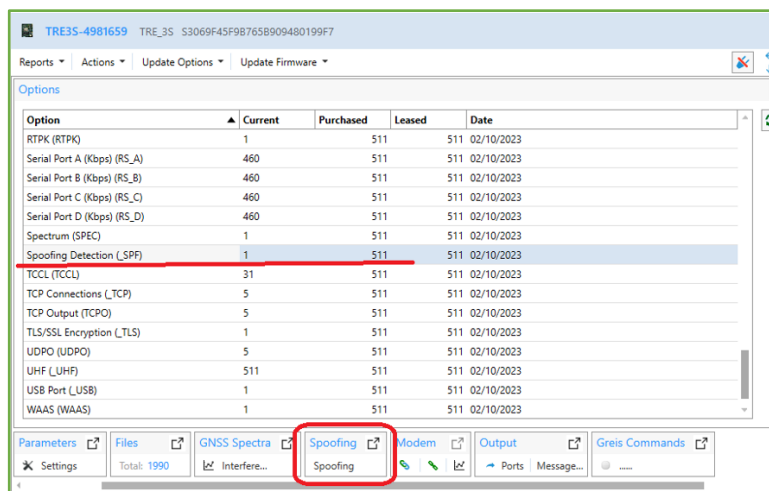 TRE3S-4981659 TRE_3S S3069F45F9B765B909480199F7
Reports Actions Update Options Update Firmware
Options
Option Current Purchased Leased Date
RTPK (RTPK) 1 511 511 02/10/2023
Serial Port A (Kbps) (RS_A) 460 511 511 02/10/2023
Serial Port B (Kbps) (RS_B) 460 511 511 02/10/2023
Serial Port C (Kbps) (RS_C) 460 511 511 02/10/2023
Serial Port D (Kbps) (RS_D) 460 511 511 02/10/2023
Spectrum (SPEC) 1 511 511 02/10/2023
Spoofing Detection (_SPF) 1 511 511 02/10/2023
TCCL (TCCL) 31 511 511 02/10/2023
TCP Connections (_TCP) 5 511 511 02/10/2023
TCP Output (TCPO) 5 511 511 02/10/2023
TLS/SSL Encryption (_TLS) 1 511 511 02/10/2023
UDPO (UDPO) 5 511 511 02/10/2023
UHF (_UHF) 511 511 511 02/10/2023
USB Port (_USB) 1 511 511 02/10/2023
WAAS (WAAS) 1 511 511 02/10/2023
Parameters Files GNSS Spectra Spoofing Modem Output Greis Commands
Settings Total: 1990 Interfere... Spoofing Ports Message... ......